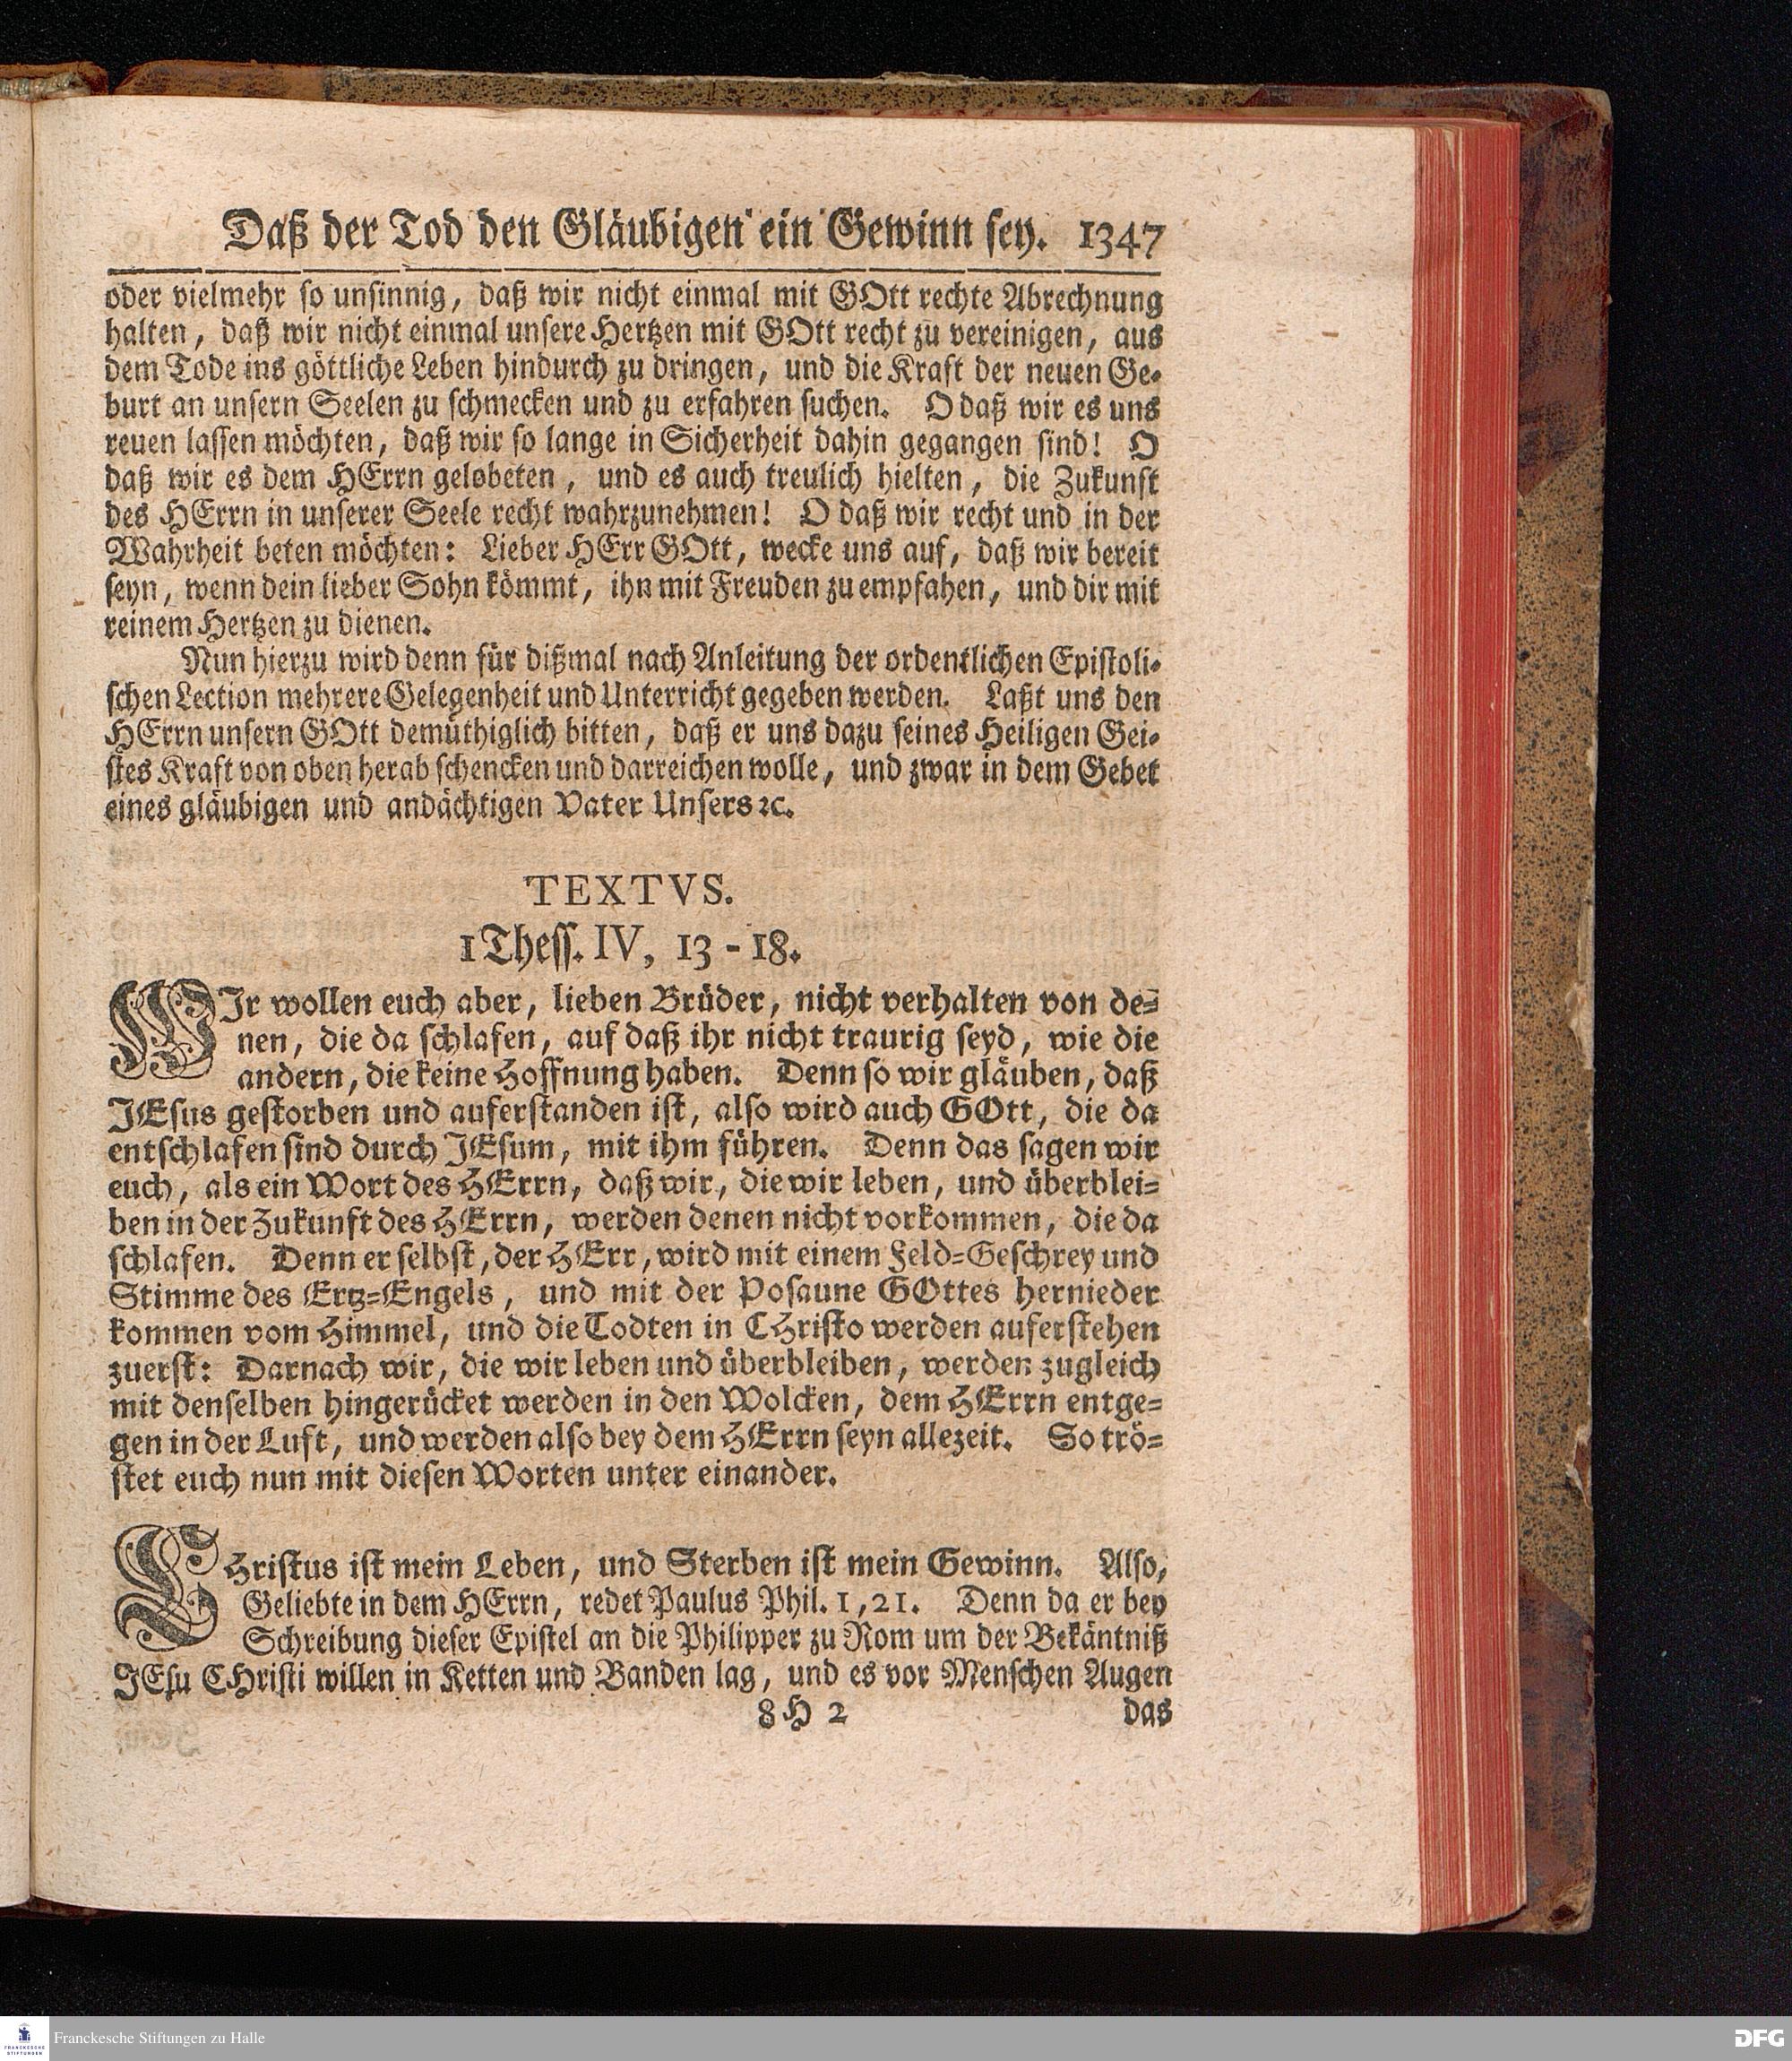 Daß der Tod den Gläubigen ein Gewinn sey. 1347
oder vielmehr so unsinnig, daß wir nicht einmal mit GOtt rechte Abrechnung
halten, daß wir nicht einmal unsere Hertzen mit GOtt recht zu vereinigen, aus
dem Tode ins göttliche Leben hindurch zu dringen, und die Kraft der neuen Ge-
burt an unsern Seelen zu schmecken und zu erfahren suchen. O daß wir es uns
reuen lassen möchten, daß wir so lange in Sicherheit dahin gegangen sind! O
daß wir es dem HErrn gelobeten, und es auch treulich hielten, die Zukunft
des HErrn in unserer Seele recht wahrzunehmen! O daß wir recht und in der
Wahrheit beten möchten: Lieber HErr GOtt, wecke uns auf, daß wir bereit
seyn, wenn dein lieber Sohn kömmt, ihn mit Freuden zu empfahen, und dir mit
reinem Hertzen zu dienen.
Nun hierzu wird denn für dißmal nach Anleitung der ordentlichen Epistoli-
schen Lection mehrere Gelegenheit und Unterricht gegeben werden. Laßt uns den
HErrn unsern GOtt demüthiglich bitten, daß er uns dazu seines Heiligen Gei-
stes Kraft von oben herab schencken und darreichen wolle, und zwar in dem Gebet
eines gläubigen und andächtigen Vater Unsers ꝛc.
TEXTVS.
1 Thess. IV, 13-18.
WIr wollen euch aber, lieben Brüder, nicht verhalten von de-
nen, die da schlafen, auf daß ihr nicht traurig seyd, wie die
andern, die keine Hoffnung haben. Denn so wir gläuben, daß
JEsus gestorben und auferstanden ist, also wird auch GOtt, die da
entschlafen sind durch JEsum, mit ihm führen. Denn das sagen wir
euch, als ein Wort des HErrn, daß wir, die wir leben, und überblei-
ben in der Zukunft des HErrn, werden denen nicht vorkommen, die da
schlafen. Denn er selbst, der HErr, wird mit einem Feld-Geschrey und
Stimme des Ertz-Engels, und mit der Posaune GOttes hernieder
kommen vom Himmel, und die Todten in CHristo werden auferstehen
zuerst: Darnach wir, die wir leben und überbleiben, werden zugleich
mit denselben hingerücket werden in den Wolcken, dem HErrn entge-
gen in der Luft, und werden also bey dem HErrn seyn allezeit. So trö-
stet euch nun mit diesen Worten unter einander.
CHristus ist mein Leben, und Sterben ist mein Gewinn. Also,
Geliebte in dem HErrn, redet Paulus Phil. 1, 21. Denn da er bey
Schreibung dieser Epistel an die Philipper zu Rom um der Bekäntniß
JEsu CHristi willen in Ketten und Banden lag, und es vor Menschen Augen
8 H 2 das
FRANCKESCHE STIFTUNGEN
Franckesche Stiftungen zu Halle
DFG